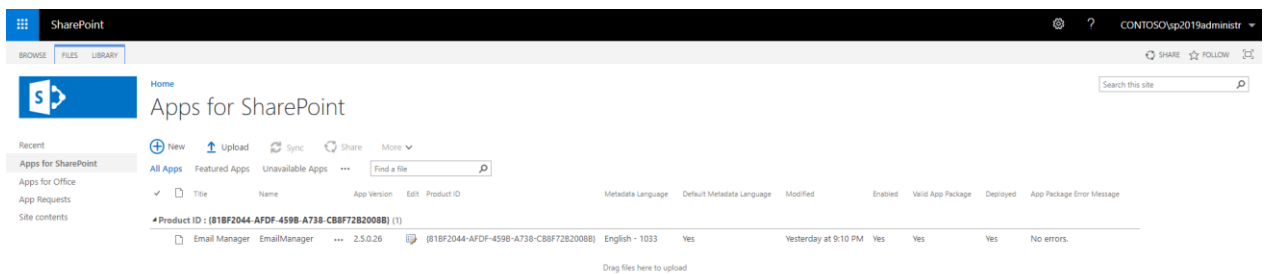 SharePoint ? CONTOSO\sp2019administr
BROWSE FILES LIBRARY SHARE FOLLOW
S Home Search this site
Apps for SharePoint
Recent New Upload Sync Share More
Apps for SharePoint All Apps Featured Apps Unavailable Apps ••• Find a file
Apps for Office
App Requests Title Name App Version Edit Product ID Metadata Language Default Metadata Language Modified Enabled Valid App Package Deployed App Package Error Message
Site contents
Product ID : {81BF2044-AFDF-459B-A738-CB8F72B2008B} (1)
Email Manager EmailManager ••• 2.5.0.26 {81BF2044-AFDF-459B-A738-CB8F72B2008B} English - 1033 Yes Yesterday at 9:10 PM Yes Yes Yes No errors.
Drag files here to upload